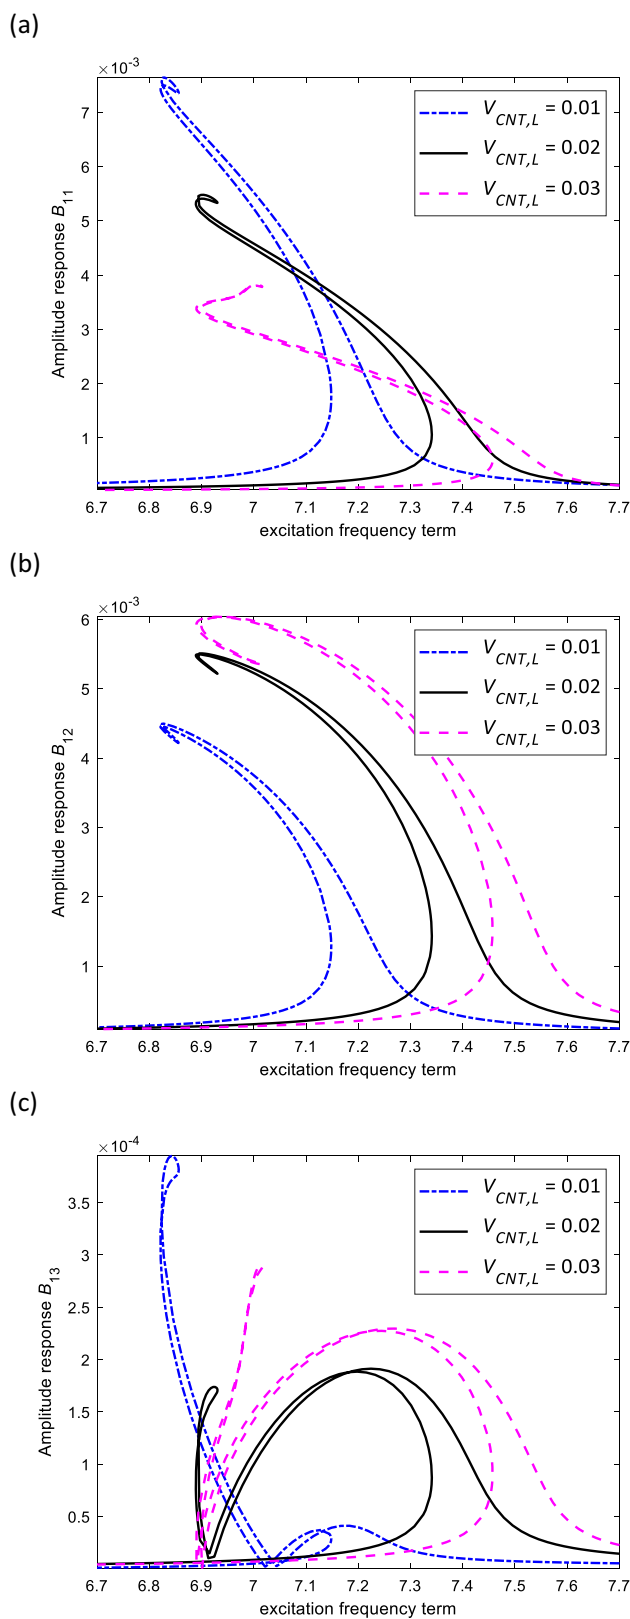 (a)
×10⁻³
7
6
5
4
3
2
1
Amplitude response B₁₁
V_CNT,L = 0.01
V_CNT,L = 0.02
V_CNT,L = 0.03
6.7 6.8 6.9 7 7.1 7.2 7.3 7.4 7.5 7.6 7.7
excitation frequency term
(b)
×10⁻³
6
5
4
3
2
1
Amplitude response B₁₂
V_CNT,L = 0.01
V_CNT,L = 0.02
V_CNT,L = 0.03
6.7 6.8 6.9 7 7.1 7.2 7.3 7.4 7.5 7.6 7.7
excitation frequency term
(c)
×10⁻⁴
3.5
3
2.5
2
1.5
1
0.5
Amplitude response B₁₃
V_CNT,L = 0.01
V_CNT,L = 0.02
V_CNT,L = 0.03
6.7 6.8 6.9 7 7.1 7.2 7.3 7.4 7.5 7.6 7.7
excitation frequency term